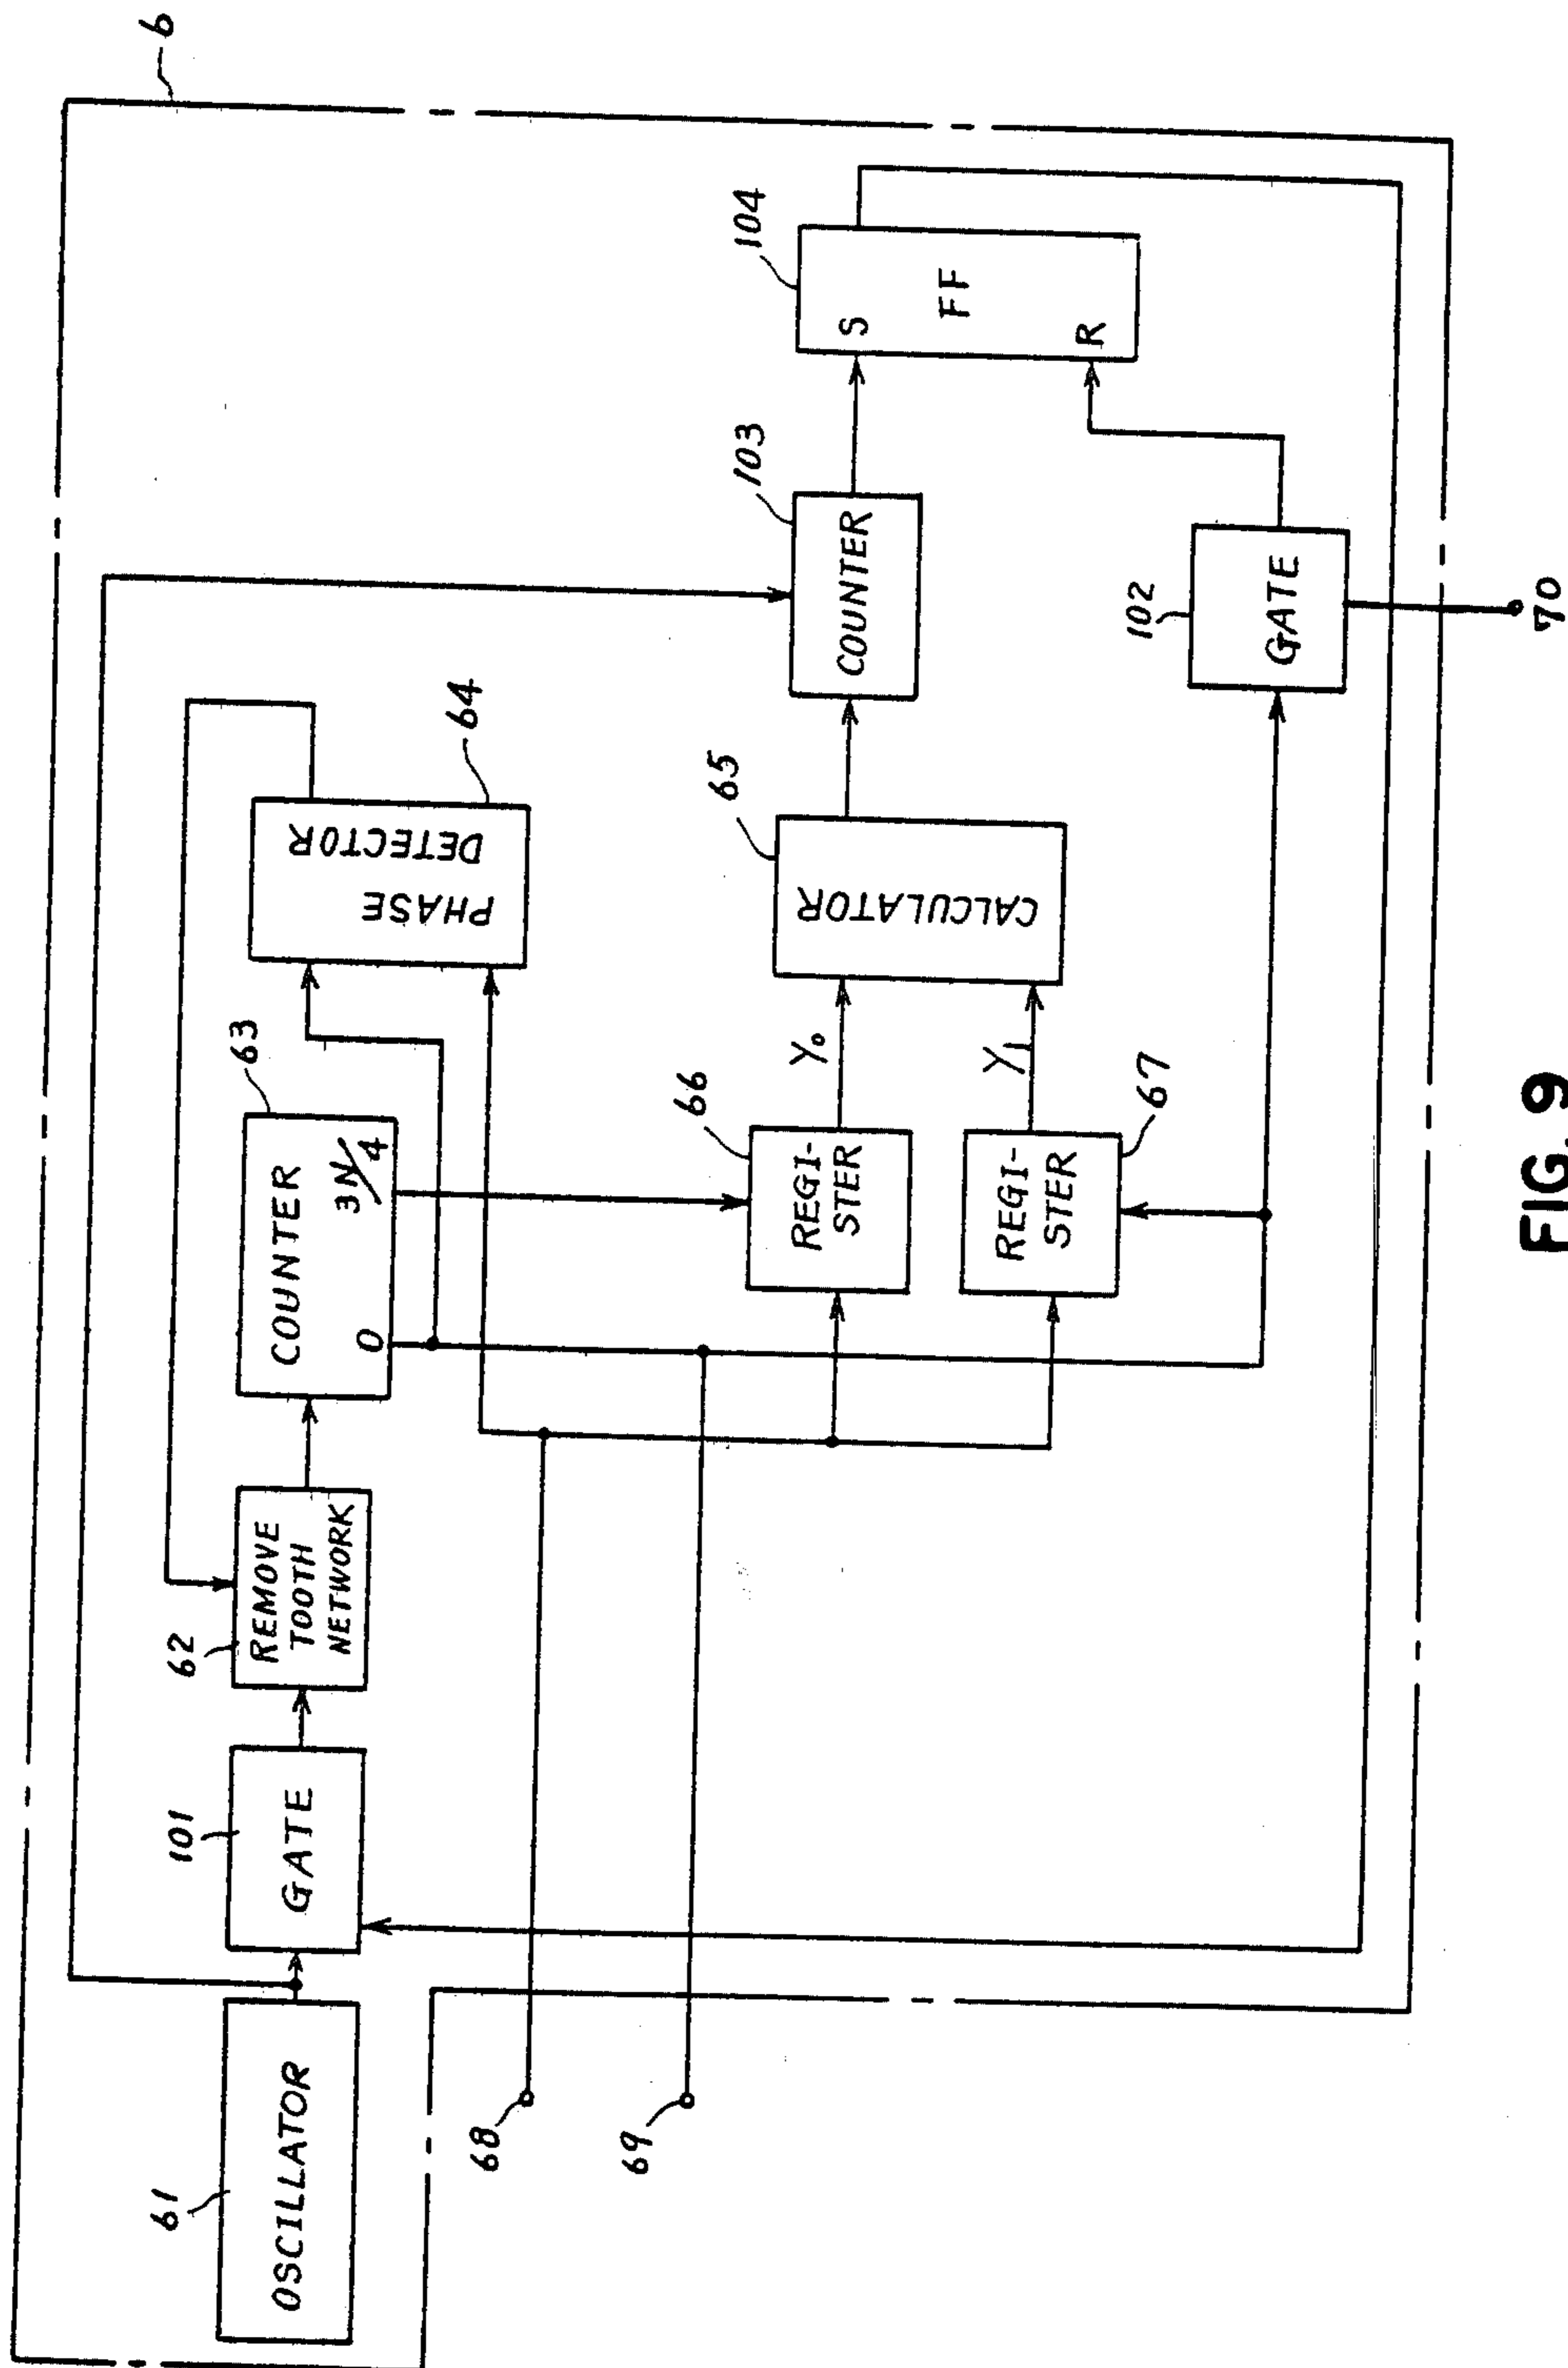 6
61
OSCILLATOR
101
GATE
62
REMOVE
TOOTH
NETWORK
63
COUNTER
0
3N/4
64
PHASE
DETECTOR
68
69
66
REGI-
STER
Y₀
67
REGI-
STER
Y₁
65
CALCULATOR
103
COUNTER
104
S
FF
R
102
GATE
70
FIG. 9